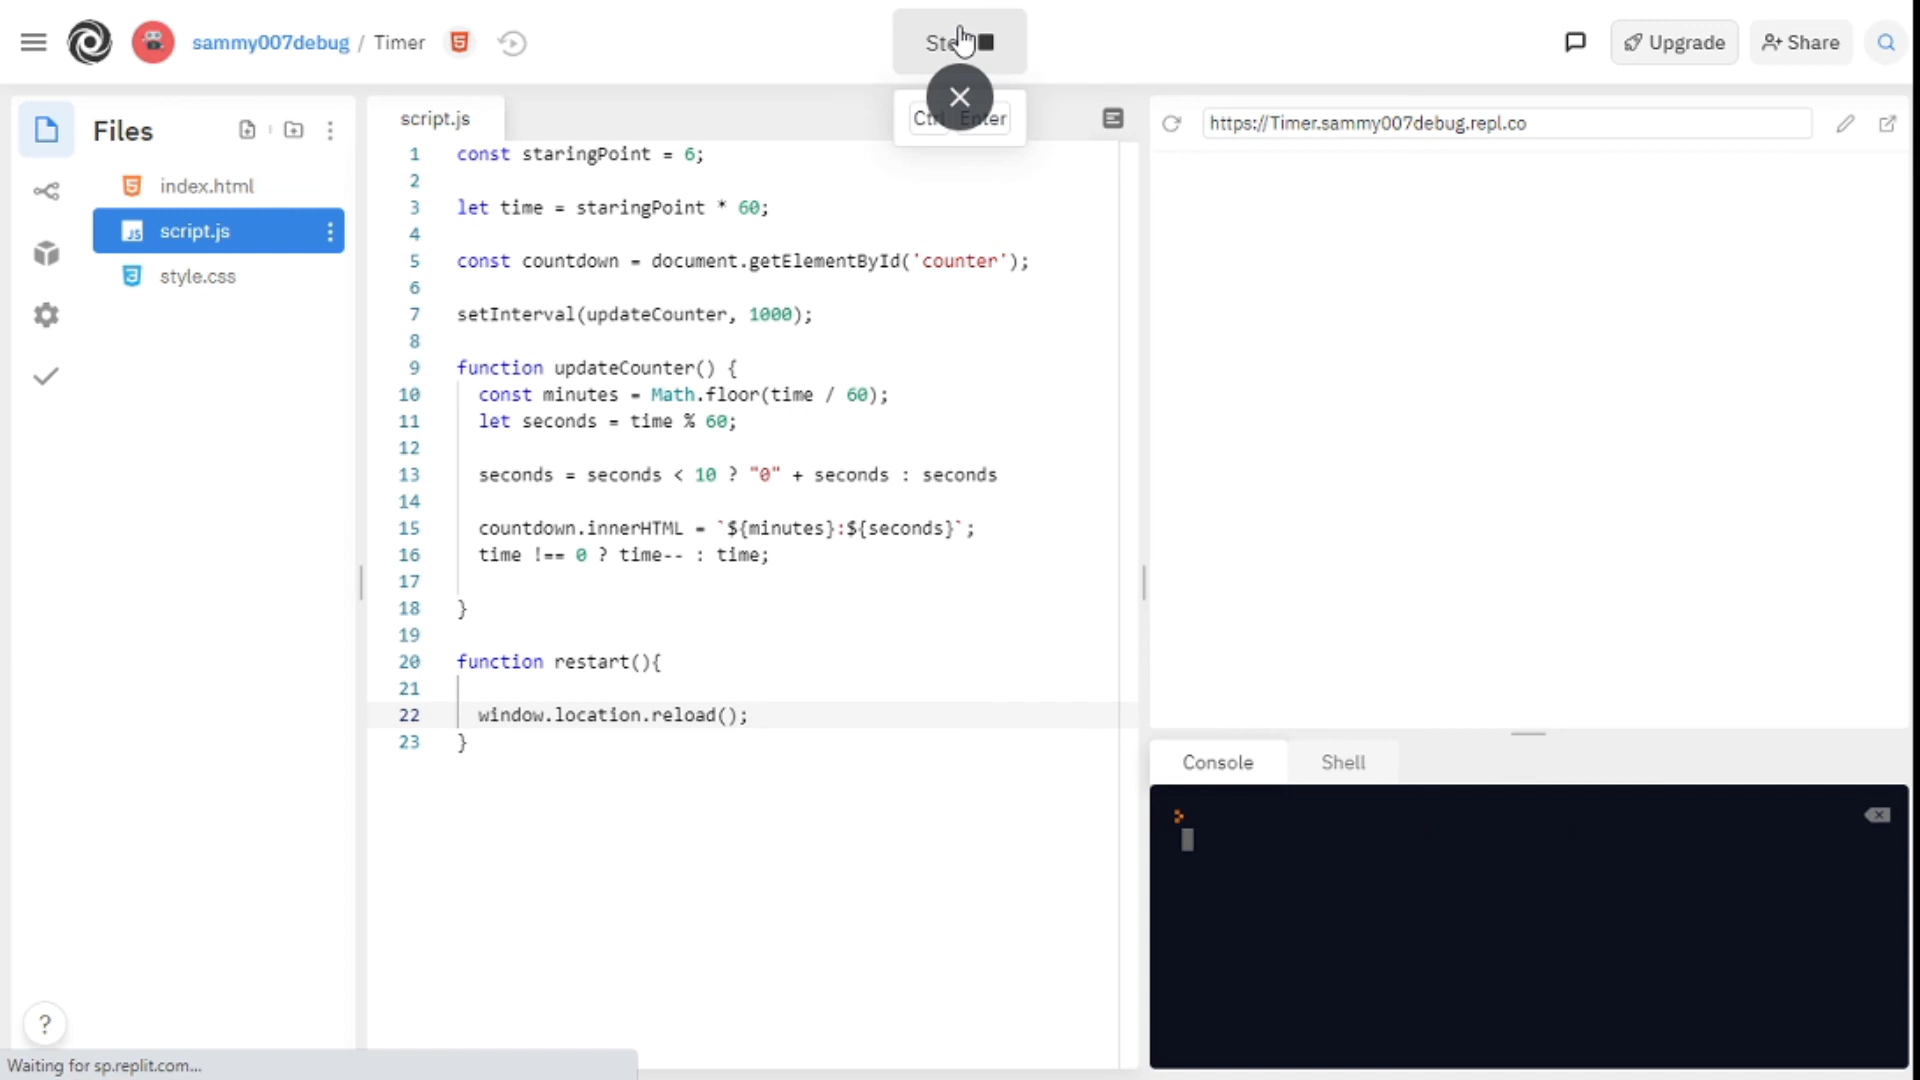 sammy007debug / Timer
Upgrade
Share
Files
index.html
script.js
style.css
script.js
https://Timer.sammy007debug.repl.co
1 const staringPoint = 6;
2
3 let time = staringPoint * 60;
4
5 const countdown = document.getElementById('counter');
6
7 setInterval(updateCounter, 1000);
8
9 function updateCounter() {
10 const minutes = Math.floor(time / 60);
11 let seconds = time % 60;
12
13 seconds = seconds < 10 ? "0" + seconds : seconds
14
15 countdown.innerHTML = `${minutes}:${seconds}`;
16 time !== 0 ? time-- : time;
17
18 }
19
20 function restart(){
21
22 window.location.reload();
23 }
Console Shell
?
Waiting for sp.replit.com...